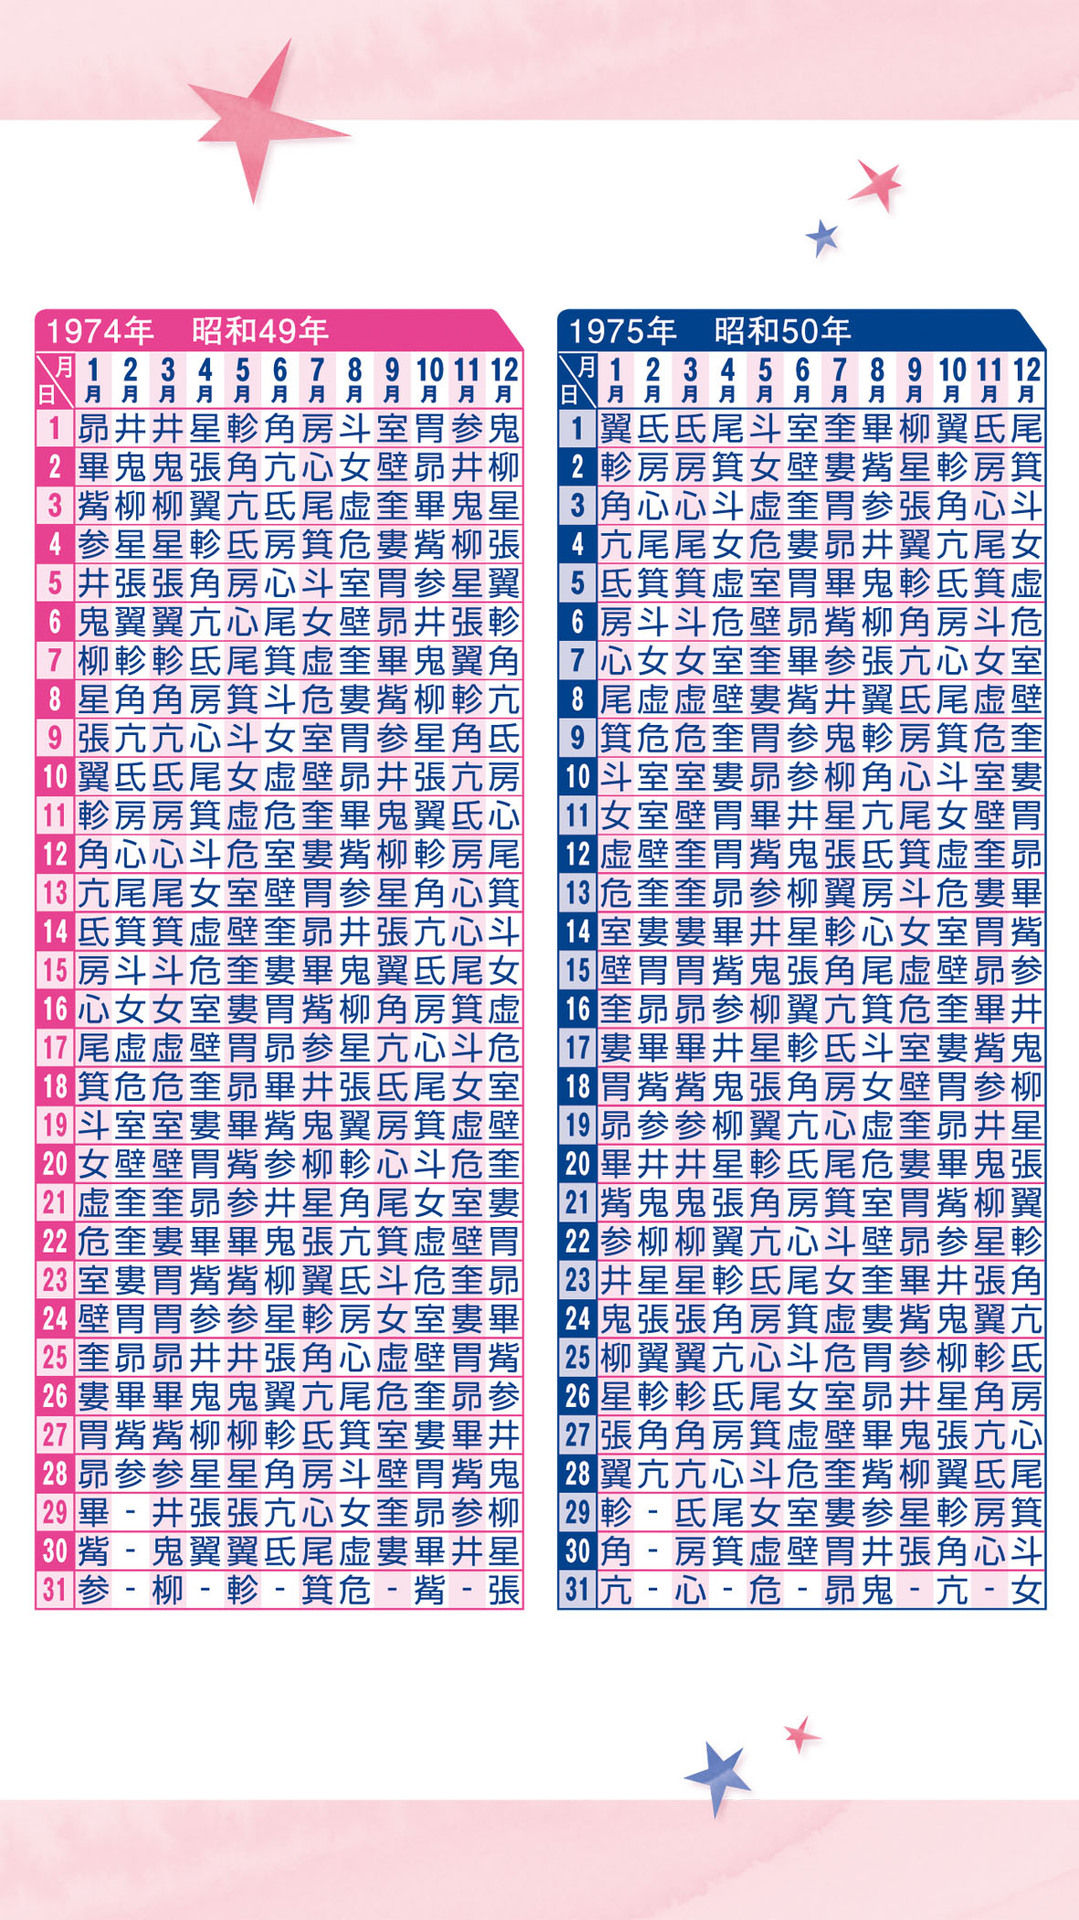 1974年 昭和49年
月 日 1月 2月 3月 4月 5月 6月 7月 8月 9月 10月 11月 12月
1 昴 井 井 星 軫 角 房 斗 室 胃 参 鬼
2 畢 鬼 鬼 張 角 亢 心 女 壁 昴 井 柳
3 觜 柳 柳 翼 亢 氐 尾 虚 奎 畢 鬼 星
4 参 星 星 軫 氐 房 箕 危 婁 觜 柳 張
5 井 張 張 角 房 心 斗 室 胃 参 星 翼
6 鬼 翼 翼 亢 心 尾 女 壁 昴 井 張 軫
7 柳 軫 軫 氐 尾 箕 虚 奎 畢 鬼 翼 角
8 星 角 角 房 箕 斗 危 婁 觜 柳 軫 亢
9 張 亢 亢 心 斗 女 室 胃 参 星 角 氐
10 翼 氐 氐 尾 女 虚 壁 昴 井 張 亢 房
11 軫 房 房 箕 虚 危 奎 畢 鬼 翼 氐 心
12 角 心 心 斗 危 室 婁 觜 柳 軫 房 尾
13 亢 尾 尾 女 室 壁 胃 参 星 角 心 箕
14 氐 箕 箕 虚 壁 奎 昴 井 張 亢 心 斗
15 房 斗 斗 危 奎 婁 畢 鬼 翼 氐 尾 女
16 心 女 女 室 婁 胃 觜 柳 角 房 箕 虚
17 尾 虚 虚 壁 胃 昴 参 星 亢 心 斗 危
18 箕 危 危 奎 昴 畢 井 張 氐 尾 女 室
19 斗 室 室 婁 畢 觜 鬼 翼 房 箕 虚 壁
20 女 壁 壁 胃 觜 参 柳 軫 心 斗 危 奎
21 虚 奎 奎 昴 参 井 星 角 尾 女 室 婁
22 危 奎 婁 畢 畢 鬼 張 亢 箕 虚 壁 胃
23 室 婁 胃 觜 觜 柳 翼 氐 斗 危 奎 昴
24 壁 胃 胃 参 参 星 軫 房 女 室 婁 畢
25 奎 昴 昴 井 井 張 角 心 虚 壁 胃 觜
26 婁 畢 畢 鬼 鬼 翼 亢 尾 危 奎 昴 参
27 胃 觜 觜 柳 柳 軫 氐 箕 室 婁 畢 井
28 昴 参 参 星 星 角 房 斗 壁 胃 觜 鬼
29 畢 - 井 張 張 亢 心 女 奎 昴 参 柳
30 觜 - 鬼 翼 翼 氐 尾 虚 婁 畢 井 星
31 参 - 柳 - 軫 - 箕 危 - 觜 - 張
1975年 昭和50年
月 日 1月 2月 3月 4月 5月 6月 7月 8月 9月 10月 11月 12月
1 翼 氐 氐 尾 斗 室 奎 畢 柳 翼 氐 尾
2 軫 房 房 箕 女 壁 婁 觜 星 軫 房 箕
3 角 心 心 斗 虚 奎 胃 参 張 角 心 斗
4 亢 尾 尾 女 危 婁 昴 井 翼 亢 尾 女
5 氐 箕 箕 虚 室 胃 畢 鬼 軫 氐 箕 虚
6 房 斗 斗 危 壁 昴 觜 柳 角 房 斗 危
7 心 女 女 室 奎 畢 参 張 亢 心 女 室
8 尾 虚 虚 壁 婁 觜 井 翼 氐 尾 虚 壁
9 箕 危 危 奎 胃 参 鬼 軫 房 箕 危 奎
10 斗 室 室 婁 昴 参 柳 角 心 斗 室 婁
11 女 室 壁 胃 畢 井 星 亢 尾 女 壁 胃
12 虚 壁 奎 胃 觜 鬼 張 氐 箕 虚 奎 昴
13 危 奎 奎 昴 参 柳 翼 房 斗 危 婁 畢
14 室 婁 婁 畢 井 星 軫 心 女 室 胃 觜
15 壁 胃 胃 觜 鬼 張 角 尾 虚 壁 昴 参
16 奎 昴 昴 参 柳 翼 亢 箕 危 奎 畢 井
17 婁 畢 畢 井 星 軫 氐 斗 室 婁 觜 鬼
18 胃 觜 觜 鬼 張 角 房 女 壁 胃 参 柳
19 昴 参 参 柳 翼 亢 心 虚 奎 昴 井 星
20 畢 井 井 星 軫 氐 尾 危 婁 畢 鬼 張
21 觜 鬼 鬼 張 角 房 箕 室 胃 觜 柳 翼
22 参 柳 柳 翼 亢 心 斗 壁 昴 参 星 軫
23 井 星 星 軫 氐 尾 女 奎 畢 井 張 角
24 鬼 張 張 角 房 箕 虚 婁 觜 鬼 翼 亢
25 柳 翼 翼 亢 心 斗 危 胃 参 柳 軫 氐
26 星 軫 軫 氐 尾 女 室 昴 井 星 角 房
27 張 角 角 房 箕 虚 壁 畢 鬼 張 亢 心
28 翼 亢 亢 心 斗 危 奎 觜 柳 翼 氐 尾
29 軫 - 氐 尾 女 室 婁 参 星 軫 房 箕
30 角 - 房 箕 虚 壁 胃 井 張 角 心 斗
31 亢 - 心 - 危 - 昴 鬼 - 亢 - 女